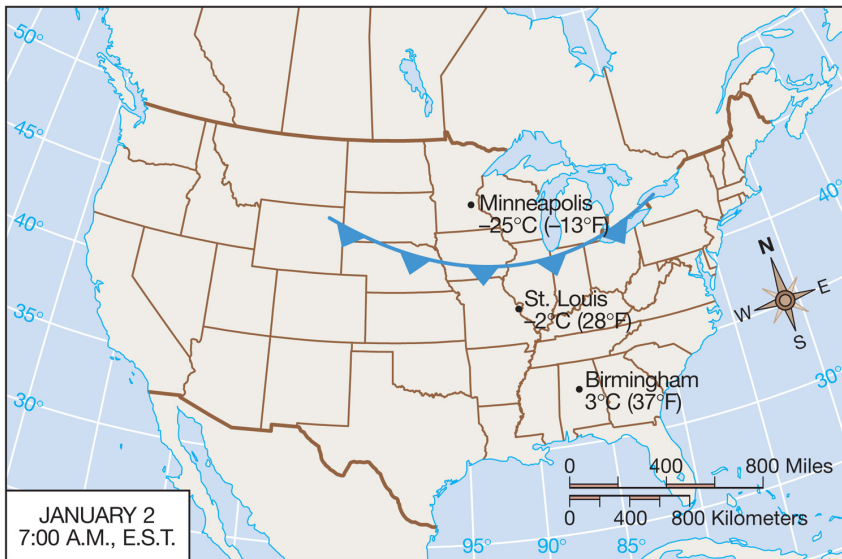 50°
45°
40°
35°
30°
Minneapolis
–25°C (–13°F)
St. Louis
–2°C (28°F)
Birmingham
3°C (37°F)
40°
N
E
W
S
30°
0 400 800 Miles
0 400 800 Kilometers
95° 90° 85°
JANUARY 2
7:00 A.M., E.S.T.